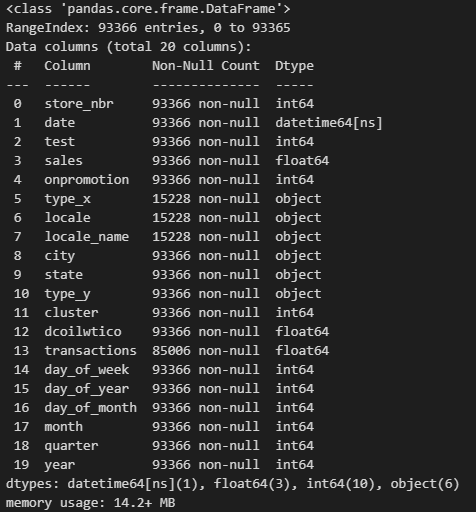 <class 'pandas.core.frame.DataFrame'>
RangeIndex: 93366 entries, 0 to 93365
Data columns (total 20 columns):
 #   Column        Non-Null Count  Dtype
---  ------        --------------  -----
 0   store_nbr     93366 non-null  int64
 1   date          93366 non-null  datetime64[ns]
 2   test          93366 non-null  int64
 3   sales         93366 non-null  float64
 4   onpromotion   93366 non-null  int64
 5   type_x        15228 non-null  object
 6   locale        15228 non-null  object
 7   locale_name   15228 non-null  object
 8   city          93366 non-null  object
 9   state         93366 non-null  object
 10  type_y        93366 non-null  object
 11  cluster       93366 non-null  int64
 12  dcoilwtico    93366 non-null  float64
 13  transactions  85006 non-null  float64
 14  day_of_week   93366 non-null  int64
 15  day_of_year   93366 non-null  int64
 16  day_of_month  93366 non-null  int64
 17  month         93366 non-null  int64
 18  quarter       93366 non-null  int64
 19  year          93366 non-null  int64
dtypes: datetime64[ns](1), float64(3), int64(10), object(6)
memory usage: 14.2+ MB